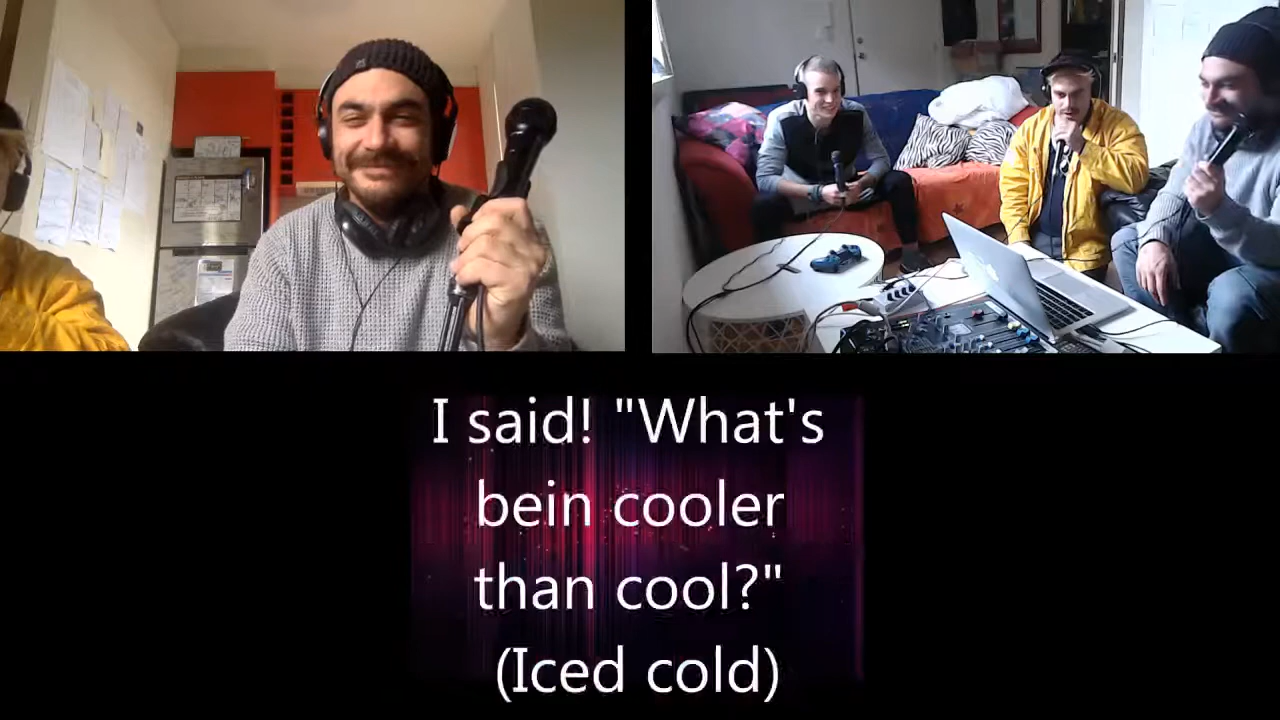 I said! "What's
bein cooler
than cool?"
(Iced cold)